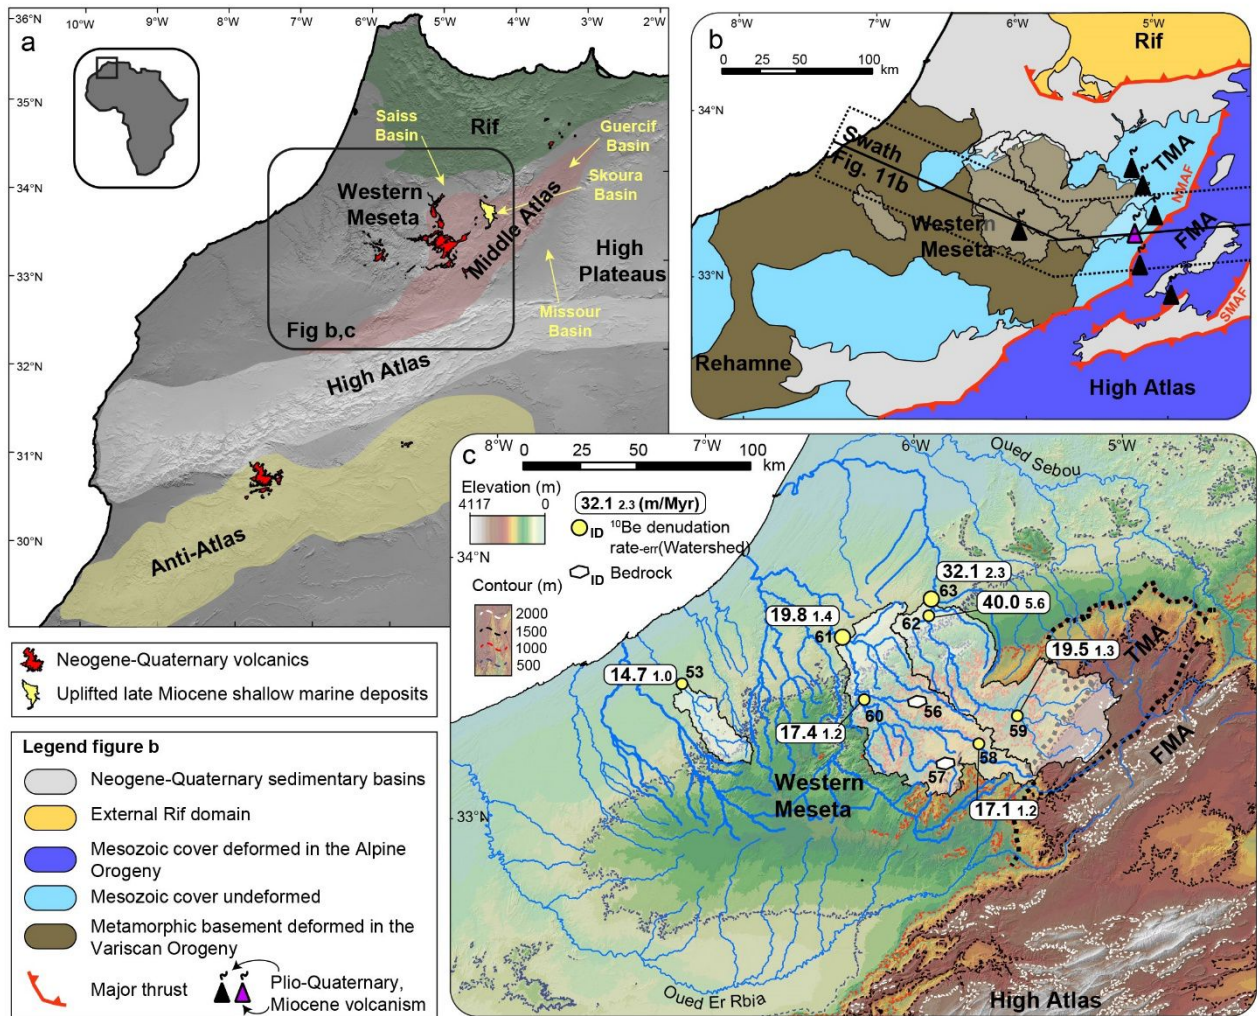 a
10°W 9°W 8°W 7°W 6°W 5°W 4°W 3°W 2°W
36°N
35°N
34°N
33°N
32°N
31°N
30°N
Saiss
Basin
Rif
Guercif
Basin
Skoura
Basin
Western
Meseta
Middle Atlas
High
Plateaus
Missour
Basin
Fig b,c
High Atlas
Anti-Atlas
Neogene-Quaternary volcanics
Uplifted late Miocene shallow marine deposits
Legend figure b
Neogene-Quaternary sedimentary basins
External Rif domain
Mesozoic cover deformed in the Alpine
Orogeny
Mesozoic cover undeformed
Metamorphic basement deformed in the
Variscan Orogeny
Major thrust
Plio-Quaternary,
Miocene volcanism
b
8°W 7°W 6°W 5°W
0 25 50 100
km
34°N
33°N
Rif
Swath
Fig. 11b
TMA
NMAF
FMA
Western
Meseta
SMAF
Rehamne
High Atlas
c
8°W 7°W 6°W 5°W
0 25 50 100
km
Oued Sebou
Elevation (m)
4117 0
32.1 2.3 (m/Myr)
ID 10Be denudation
rate-err(Watershed)
ID Bedrock
34°N
Contour (m)
2000
1500
1000
500
32.1 2.3
63
40.0 5.6
62
19.8 1.4
61
19.5 1.3
TMA
14.7 1.0
53
60
56
59
17.4 1.2
58
57
FMA
Western
Meseta
17.1 1.2
33°N
Oued Er Rbia
High Atlas